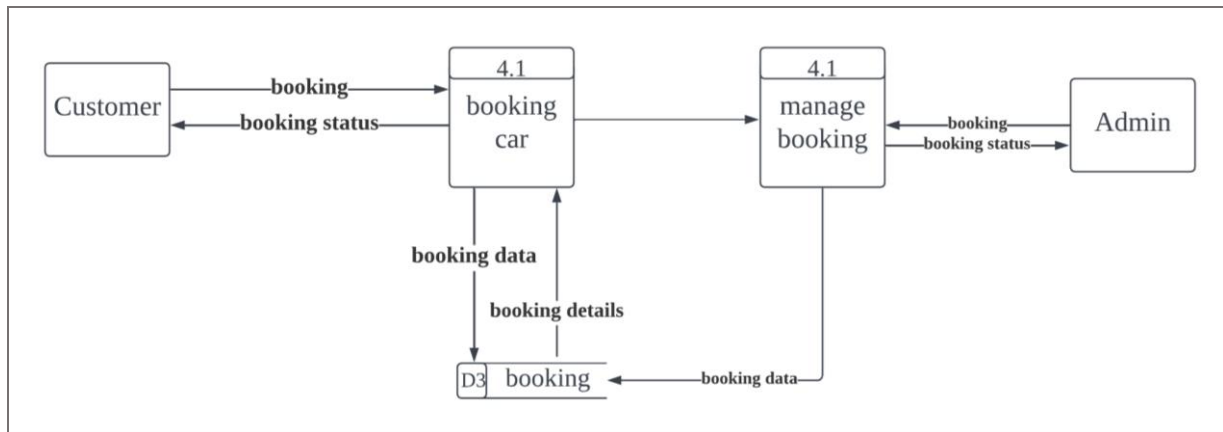 4.1
4.1
Customer
booking
booking status
booking
car
manage
booking
booking
booking status
Admin
booking data
booking details
D3
booking
booking data